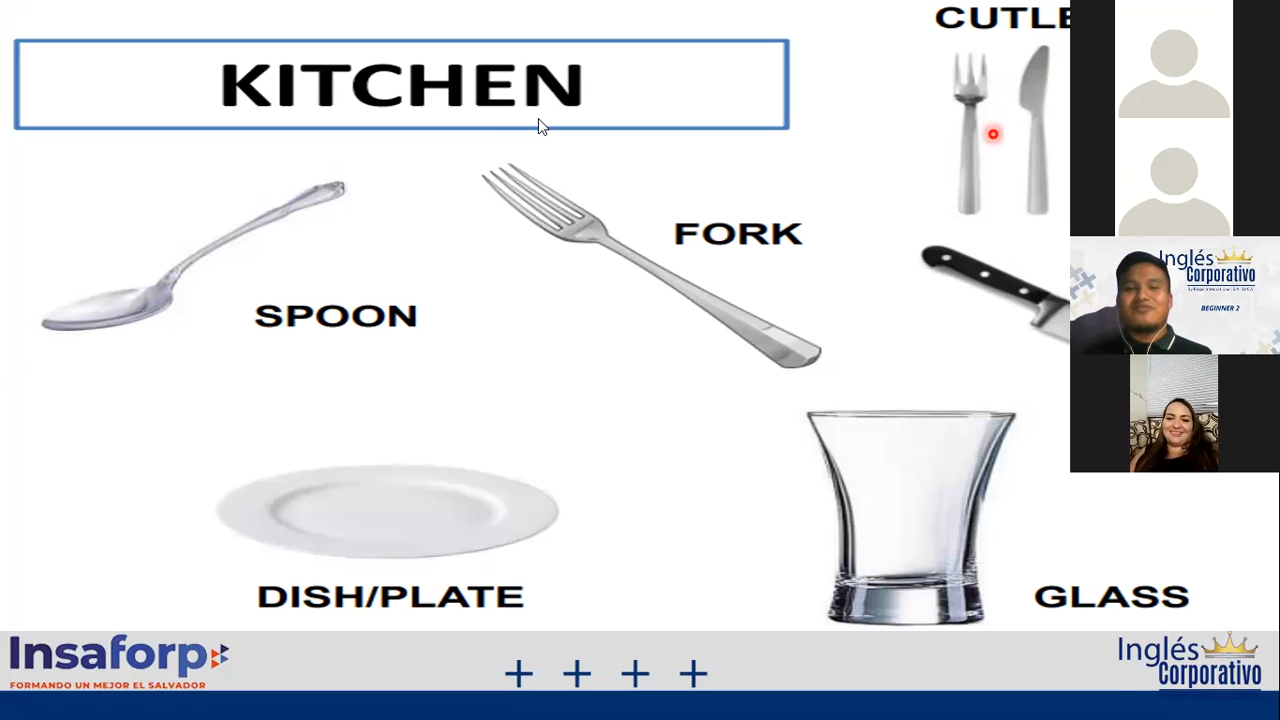 CUTLE
KITCHEN
FORK
SPOON
DISH/PLATE
GLASS
Inglés
Corporativo
BEGINNER 2
Insaforp
FORMANDO UN MEJOR EL SALVADOR
Inglés
Corporativo